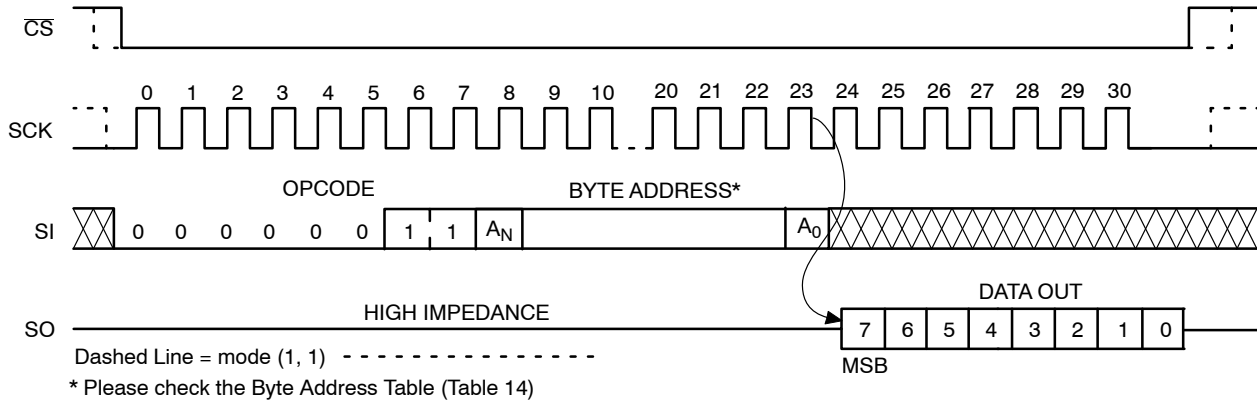 CS
0 1 2 3 4 5 6 7 8 9 10 20 21 22 23 24 25 26 27 28 29 30
SCK
OPCODE BYTE ADDRESS*
SI 0 0 0 0 0 0 1 1 AN A0
HIGH IMPEDANCE DATA OUT
SO 7 6 5 4 3 2 1 0
Dashed Line = mode (1, 1) MSB
* Please check the Byte Address Table (Table 14)